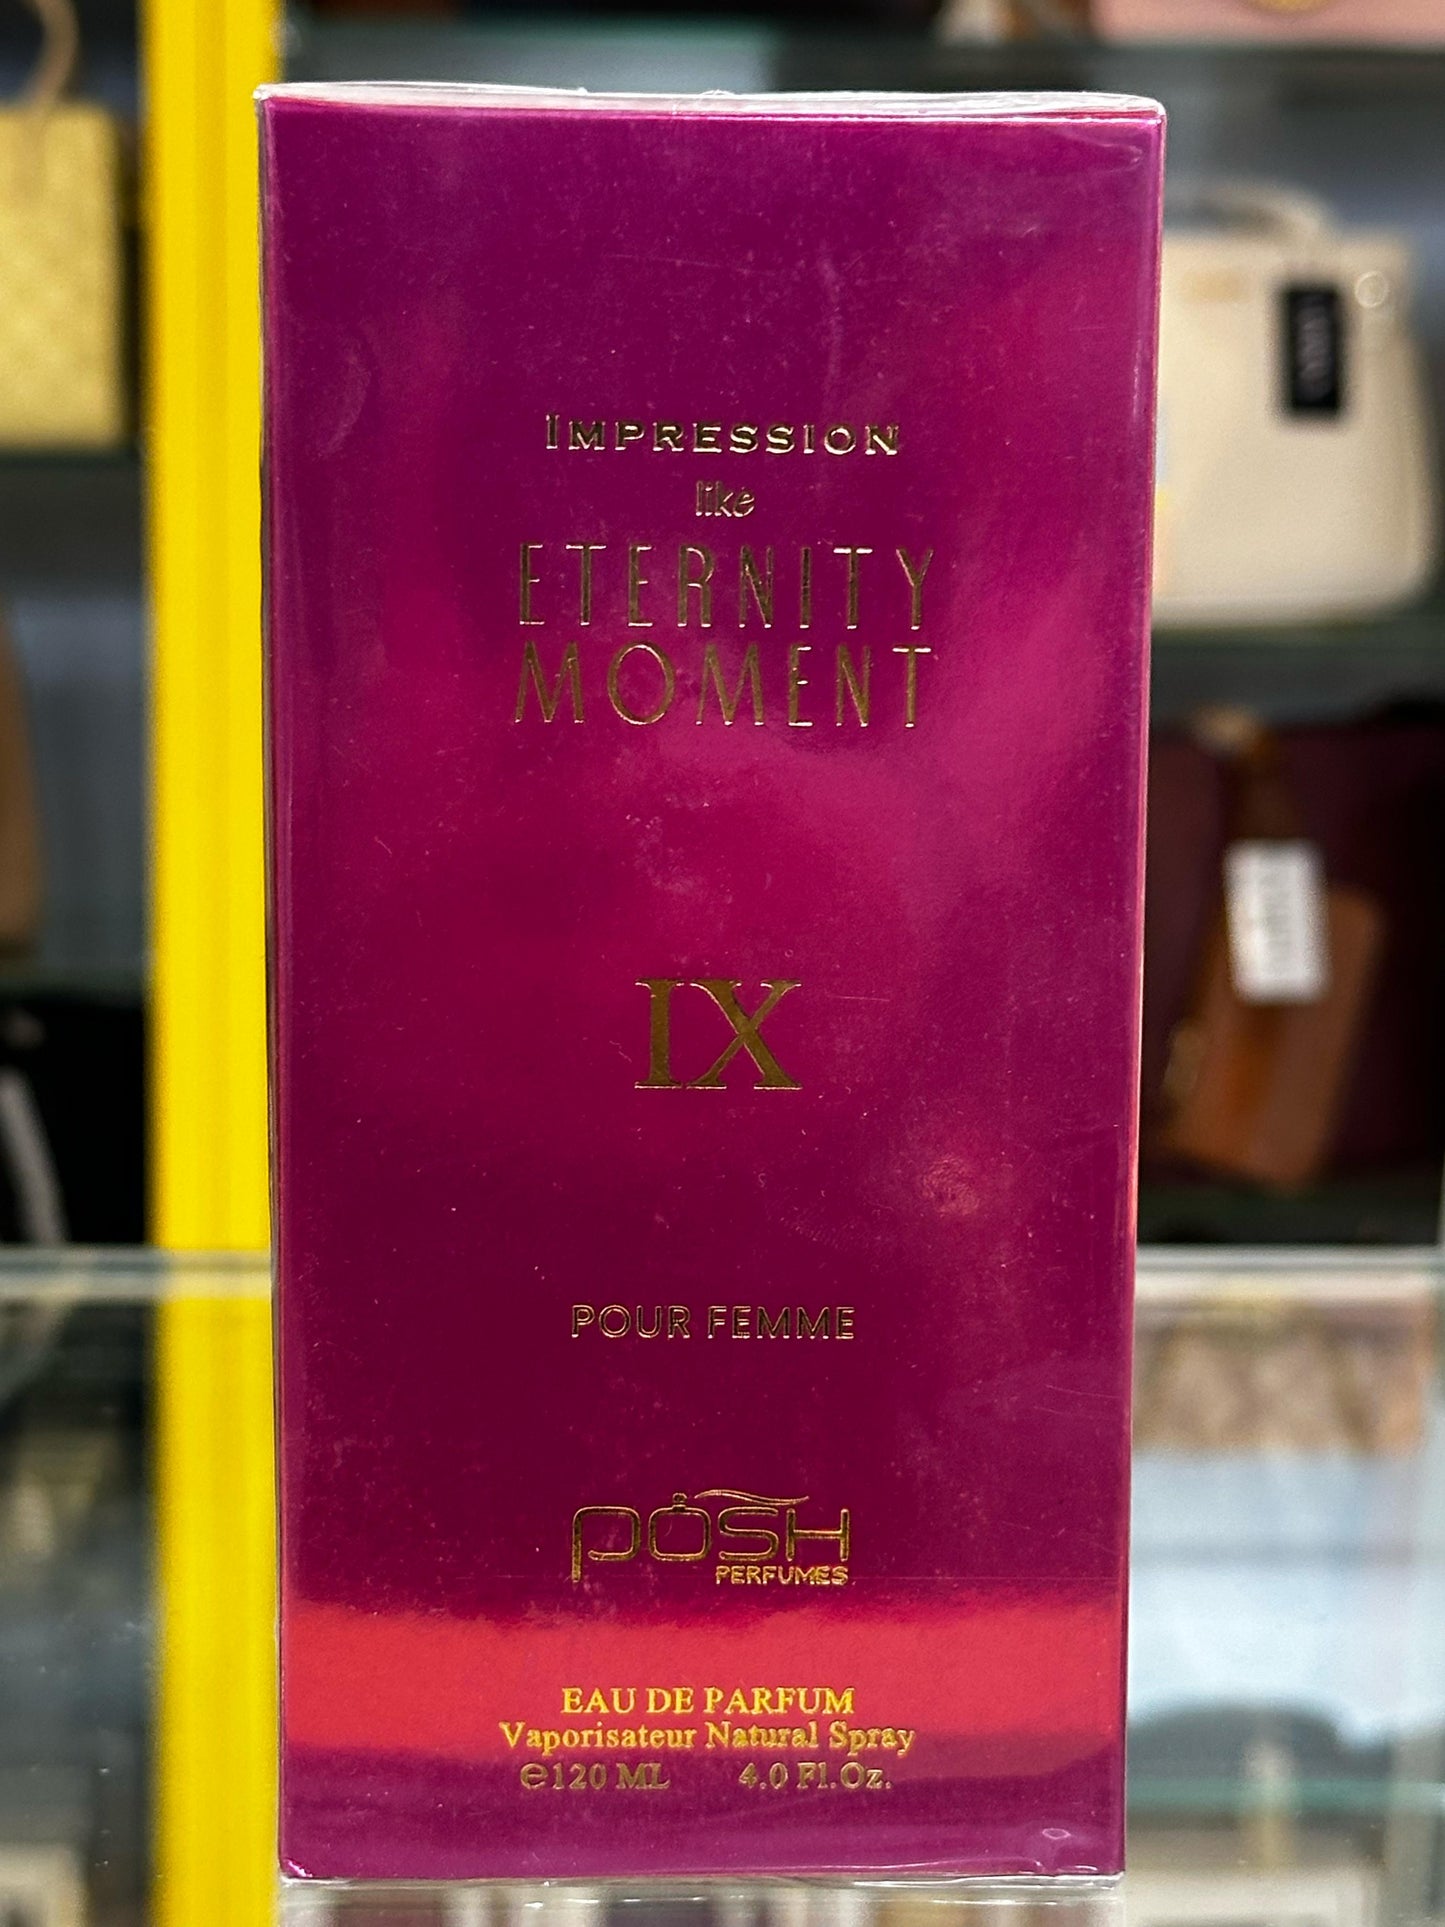 IMPRESSION
like
ETERNITY
MOMENT
IX
POUR FEMME
pOSH
PERFUMES
EAU DE PARFUM
Vaporisateur Natural Spray
℮120 ML 4.0 Fl.Oz.